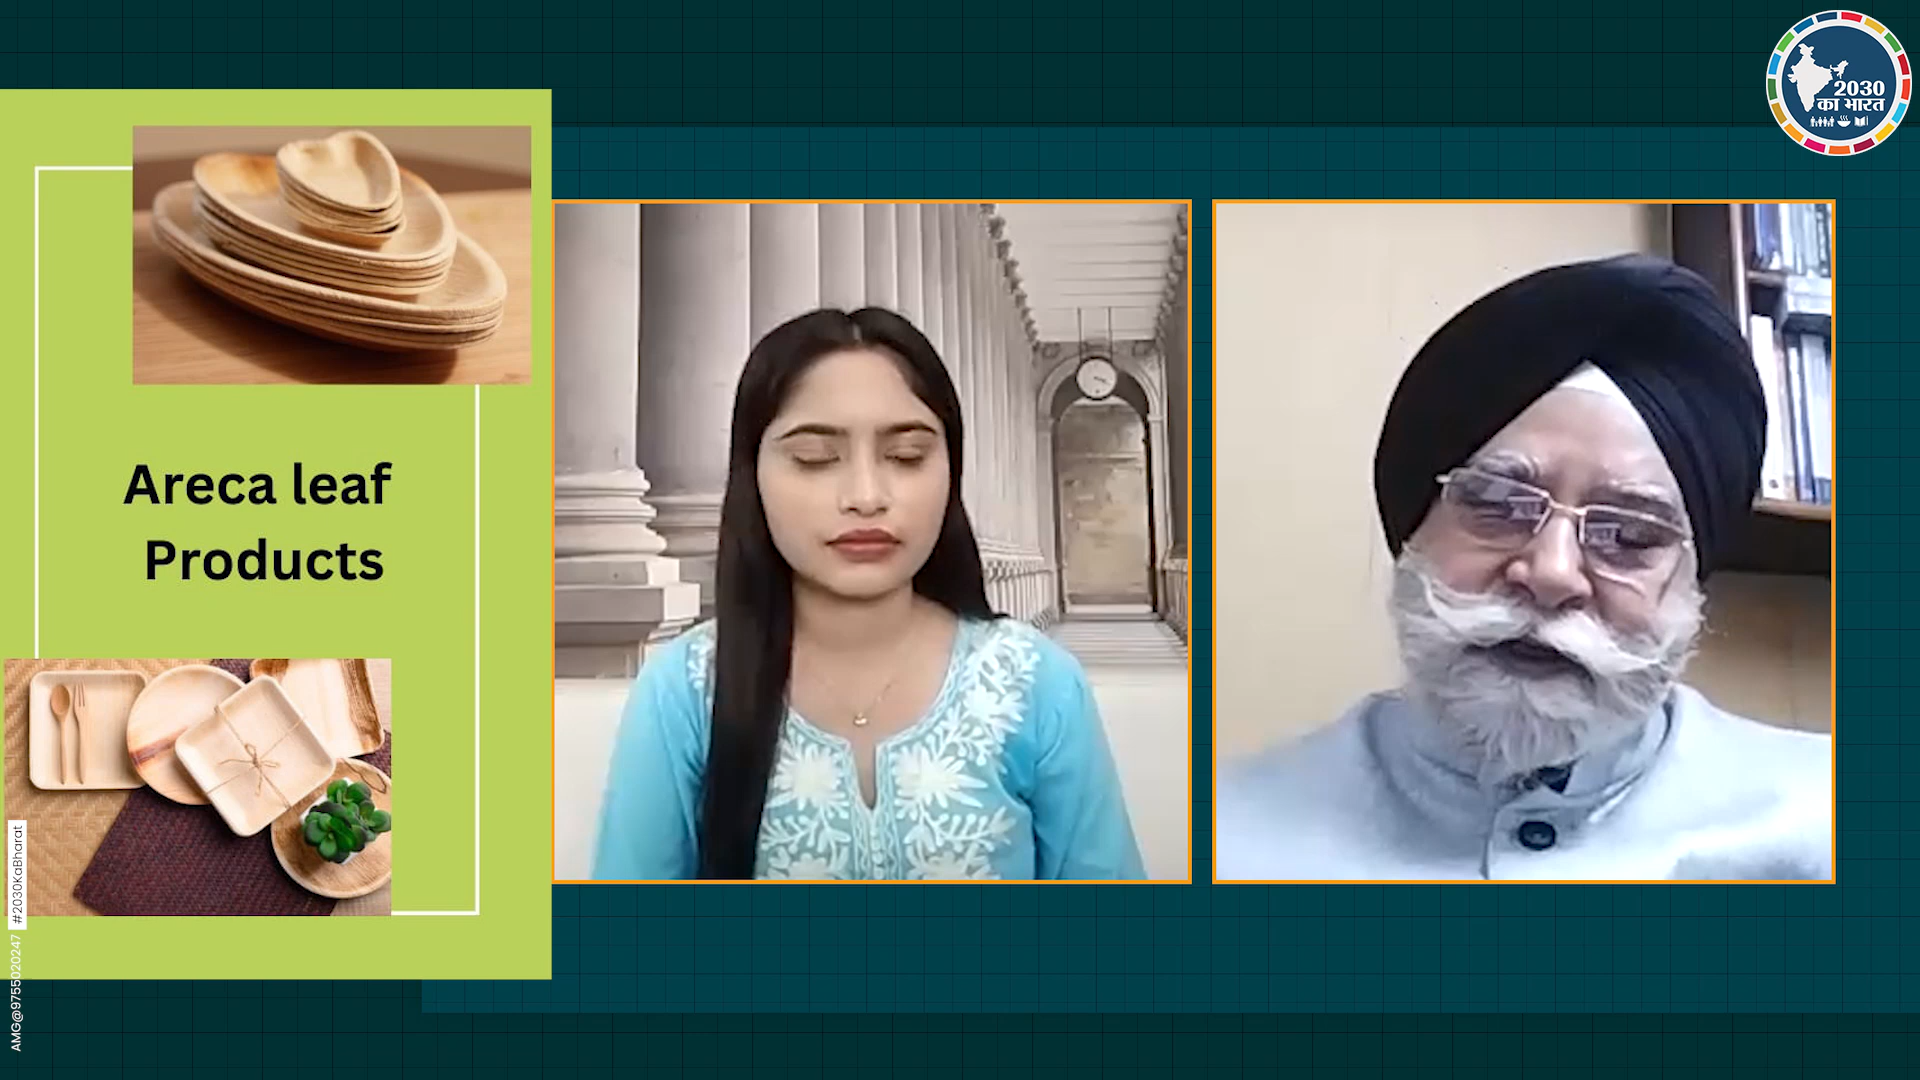 2030
का भारत
Areca leaf
Products
#2030KaBharat
AMG@9755020247